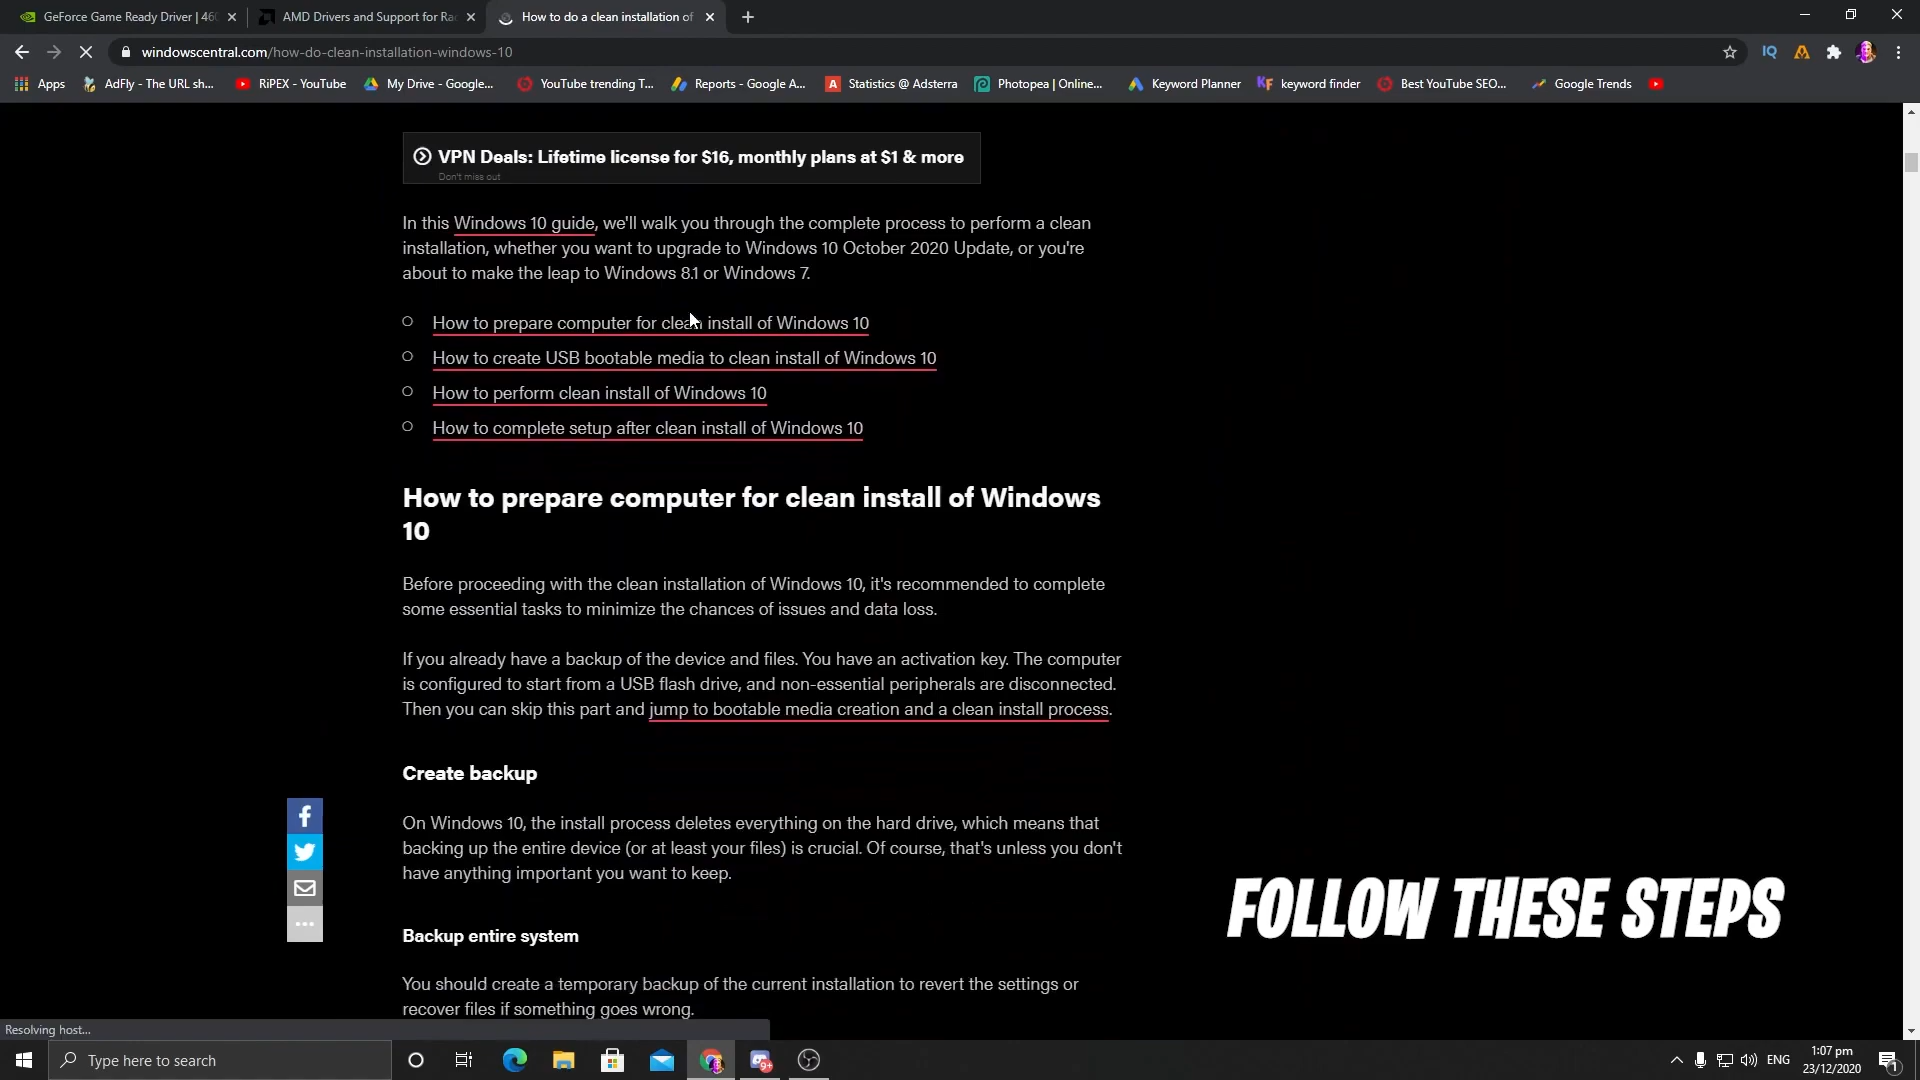 GeForce Game Ready Driver | 460
AMD Drivers and Support for Rad
How to do a clean installation of
windowscentral.com/how-do-clean-installation-windows-10
IQ
Apps
AdFly - The URL sh...
RiPEX - YouTube
My Drive - Google...
YouTube trending T...
Reports - Google A...
Statistics @ Adsterra
Photopea | Online...
Keyword Planner
KF
keyword finder
Best YouTube SEO...
Google Trends
VPN Deals: Lifetime license for $16, monthly plans at $1 & more
Don't miss out
In this Windows 10 guide, we'll walk you through the complete process to perform a clean
installation, whether you want to upgrade to Windows 10 October 2020 Update, or you're
about to make the leap to Windows 8.1 or Windows 7.
How to prepare computer for clean install of Windows 10
How to create USB bootable media to clean install of Windows 10
How to perform clean install of Windows 10
How to complete setup after clean install of Windows 10
How to prepare computer for clean install of Windows
10
Before proceeding with the clean installation of Windows 10, it's recommended to complete
some essential tasks to minimize the chances of issues and data loss.
If you already have a backup of the device and files. You have an activation key. The computer
is configured to start from a USB flash drive, and non-essential peripherals are disconnected.
Then you can skip this part and jump to bootable media creation and a clean install process.
Create backup
On Windows 10, the install process deletes everything on the hard drive, which means that
backing up the entire device (or at least your files) is crucial. Of course, that's unless you don't
have anything important you want to keep.
FOLLOW THESE STEPS
Backup entire system
You should create a temporary backup of the current installation to revert the settings or
recover files if something goes wrong.
Resolving host...
Type here to search
9+
ENG
1:07 pm
23/12/2020
1